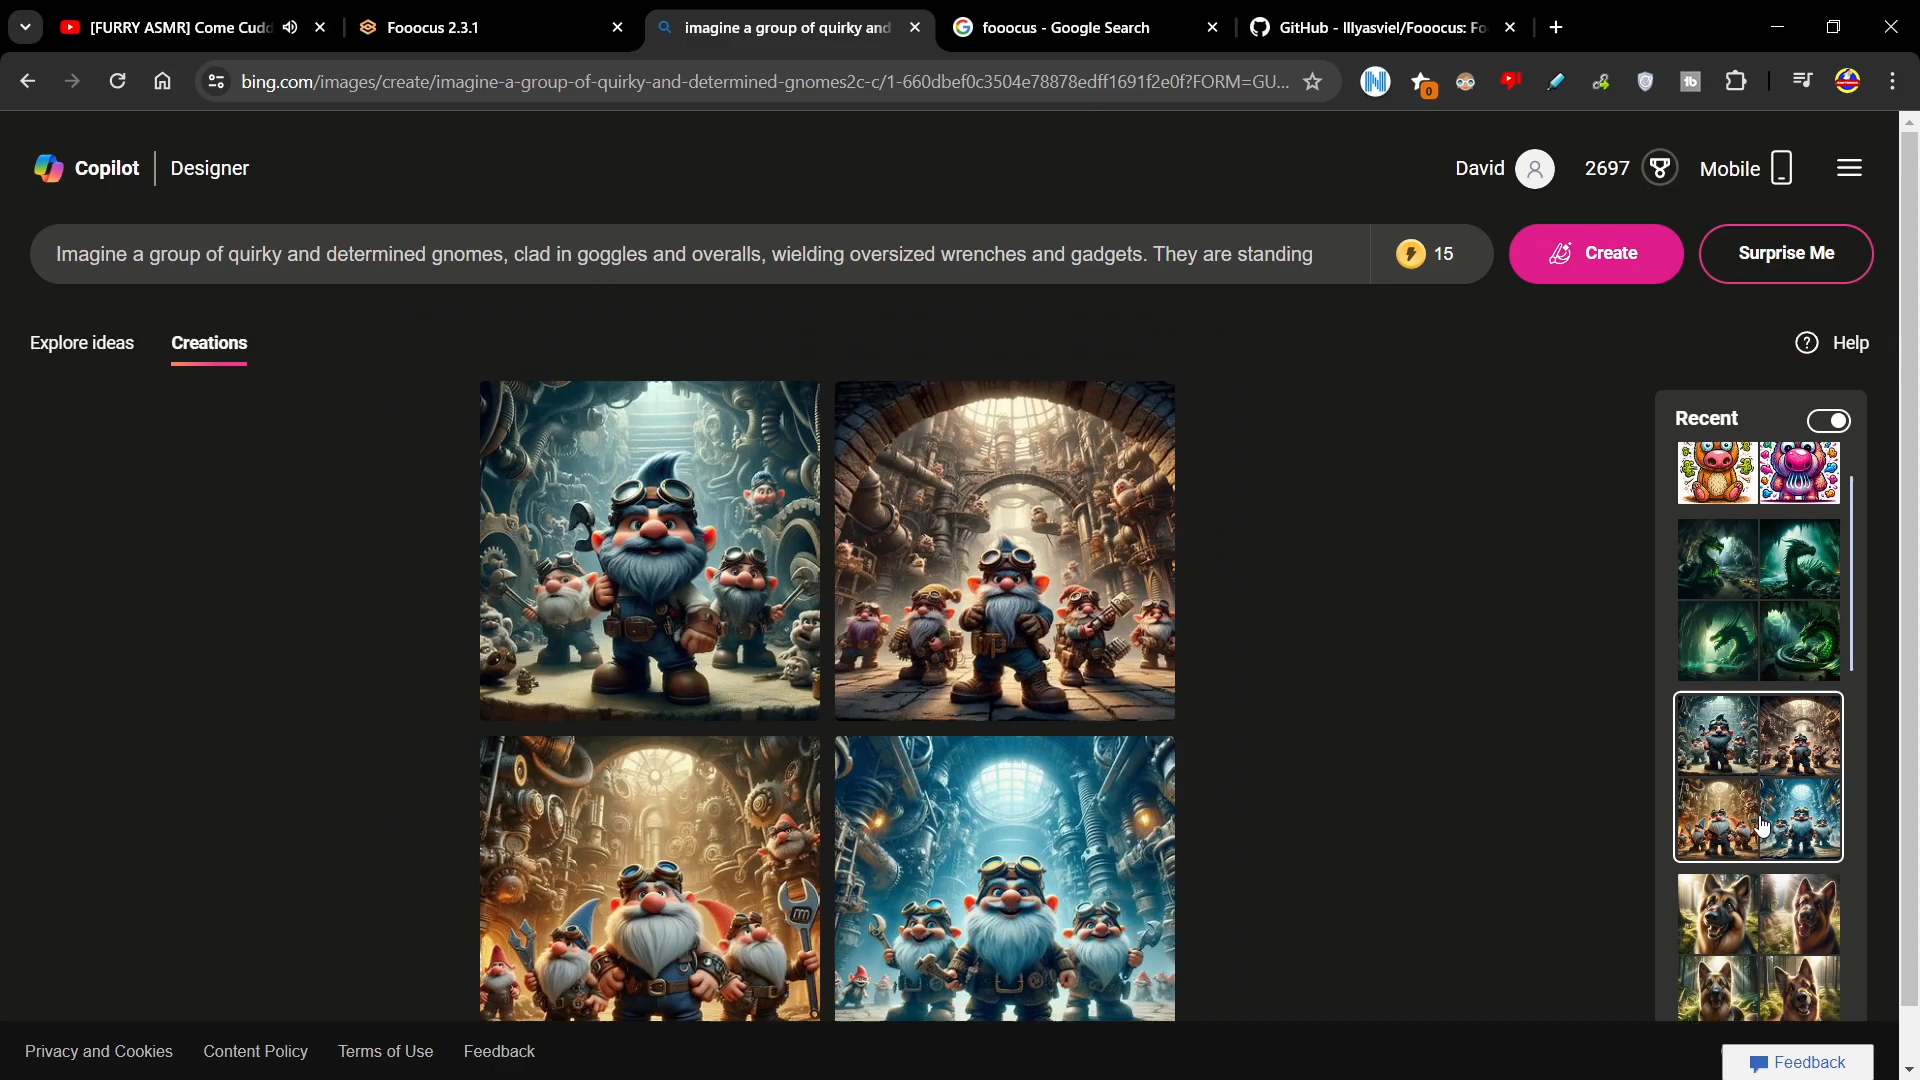 [FURRY ASMR] Come Cudd
Fooocus 2.3.1
imagine a group of quirky and
fooocus - Google Search
GitHub - lllyasviel/Fooocus: Fo
bing.com/images/create/imagine-a-group-of-quirky-and-determined-gnomes2c-c/1-660dbef0c3504e78878edff1691f2e0f?FORM=GU...
0
Copilot
Designer
David
2697
Mobile
Imagine a group of quirky and determined gnomes, clad in goggles and overalls, wielding oversized wrenches and gadgets. They are standing
15
Create
Surprise Me
Explore ideas
Creations
Help
Recent
Privacy and Cookies
Content Policy
Terms of Use
Feedback
Feedback